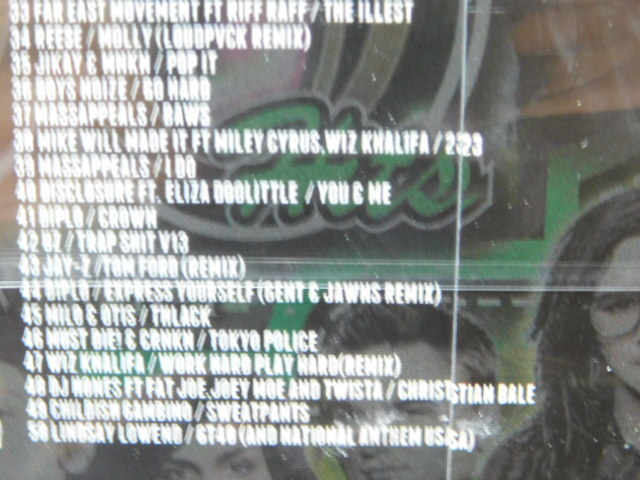 33 FAR EAST MOVEMENT FT RIFF RAFF / THE ILLEST
34 REESE / MOLLY (LOUDPVCK REMIX)
35 JIKAY & MNKN / POP IT
36 BOYS NOIZE / GO HARD
37 MASSAPPEALS / DAWS
38 MIKE WILL MADE IT FT MILEY CYRUS,WIZ KHALIFA / 223
39 MASSAPPEALS / I DO
40 DISCLOSURE FT. ELIZA DOOLITTLE / YOU & ME
41 DIPLO / CROWN
42 UZ / TRAP SHIT V13
43 JAY-Z / TOM FORD (REMIX)
44 DIPLO / EXPRESS YOURSELF (GENT & JAWNS REMIX)
45 MILO & OTIS / THLACK
46 MUST DIE! & CRNKN / TOKYO POLICE
47 WIZ KHALIFA / WORK HARD PLAY HARD(REMIX)
48 DJ NONES FT FAT JOE,JOEY MOE AND TWISTA / CHRISTIAN BALE
49 CHILDISH GAMBINO / SWEATPANTS
50 LINDSAY LOWEND / GT40 (AND NATIONAL ANTHEM USA)
Hits